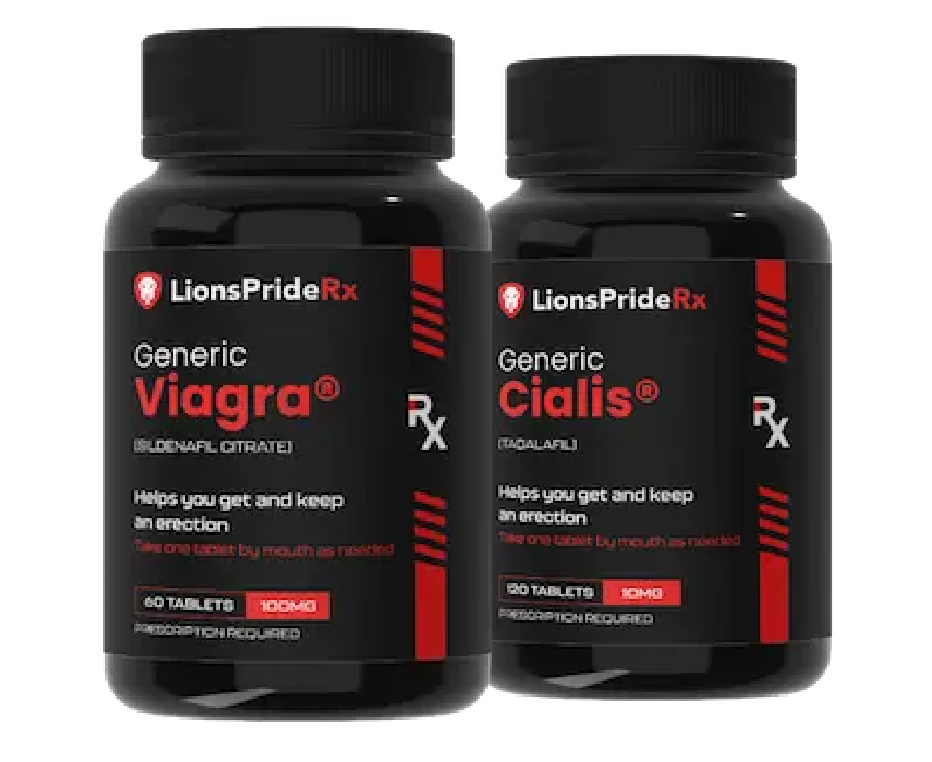 LionsPrideRx
Generic
Viagra®
(SILDENAFIL CITRATE)
Helps you get and keep
an erection
Take one tablet by mouth as needed
60 TABLETS 100MG
PRESCRIPTION REQUIRED
Rx
LionsPrideRx
Generic
Cialis®
(TADALAFIL)
Helps you get and keep
an erection
Take one tablet by mouth as needed
120 TABLETS 10MG
PRESCRIPTION REQUIRED
Rx